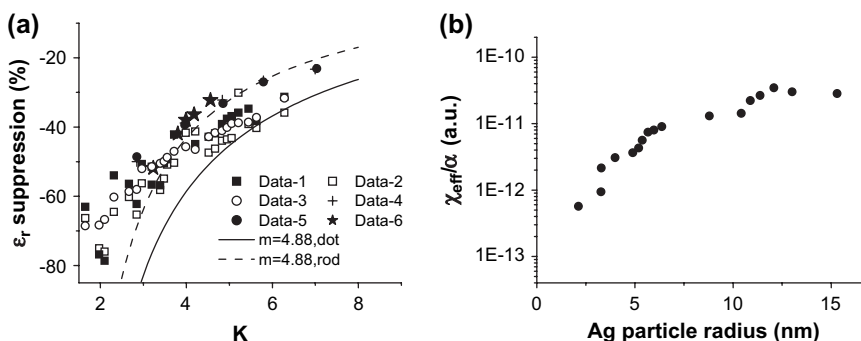 (a)
εr suppression (%)
-20
-40
-60
-80
2
4
6
8
K
Data-1
Data-2
Data-3
Data-4
Data-5
Data-6
m=4.88,dot
m=4.88,rod
(b)
χeff/α (a.u.)
1E-10
1E-11
1E-12
1E-13
0
5
10
15
Ag particle radius (nm)